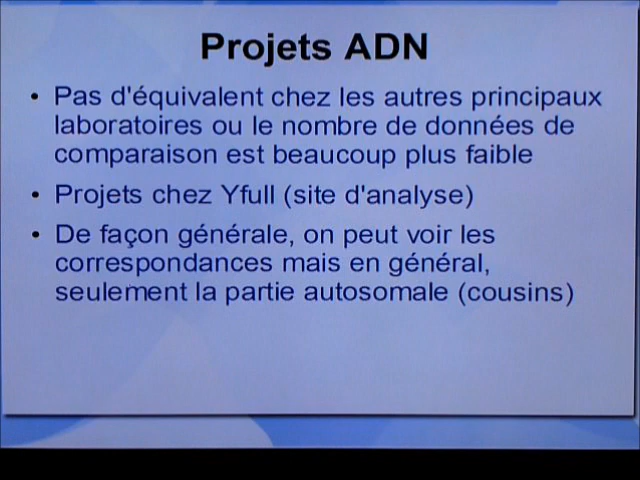 Projets ADN
• Pas d'équivalent chez les autres principaux
laboratoires ou le nombre de données de
comparaison est beaucoup plus faible
• Projets chez Yfull (site d'analyse)
• De façon générale, on peut voir les
correspondances mais en général,
seulement la partie autosomale (cousins)